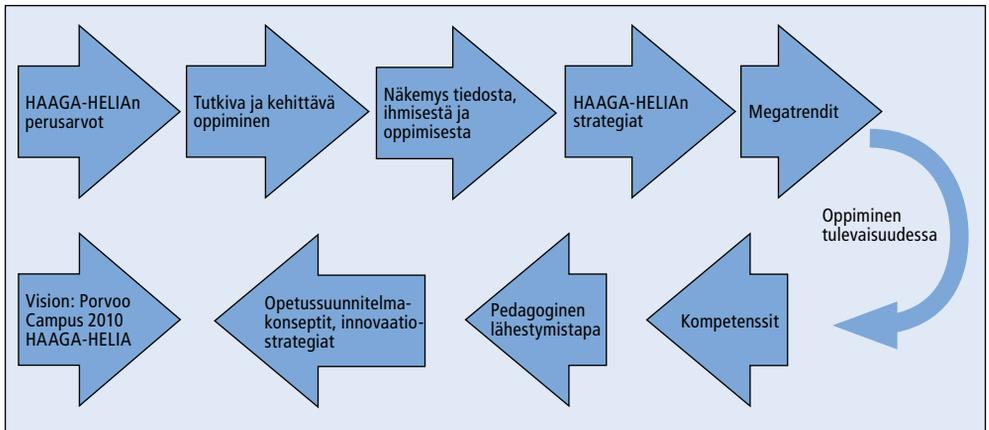 HAAGA-HELIAn
perusarvot
Tutkiva ja kehittävä
oppiminen
Näkemys tiedosta,
ihmisestä ja
oppimisesta
HAAGA-HELIAn
strategiat
Megatrendit
Oppiminen
tulevaisuudessa
Vision: Porvoo
Campus 2010
HAAGA-HELIA
Opetussuunnitelma-
konseptit, innovaatio-
strategiat
Pedagoginen
lähestymistapa
Kompetenssit